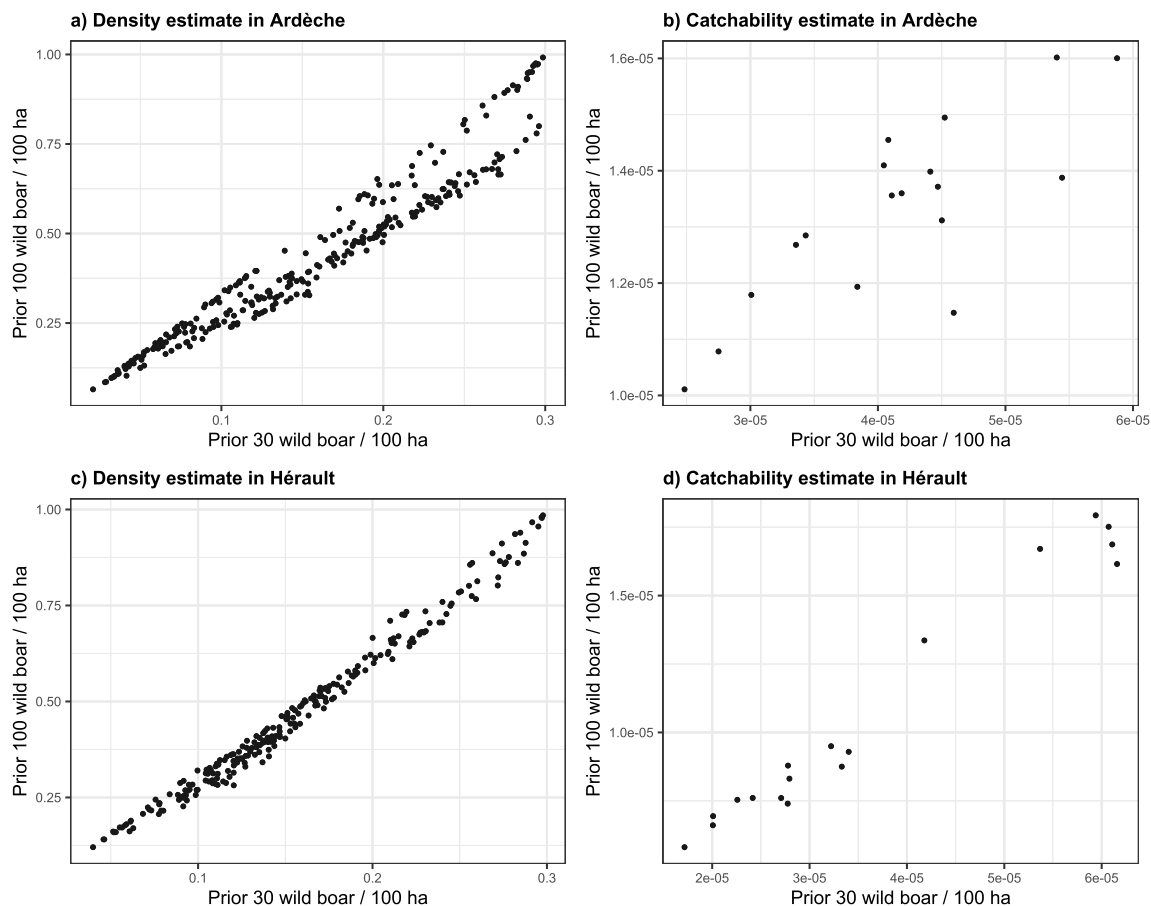 a) Density estimate in Ardèche
1.00
0.75
0.50
0.25
Prior 100 wild boar / 100 ha
0.1 0.2 0.3
Prior 30 wild boar / 100 ha
b) Catchability estimate in Ardèche
1.6e-05
1.4e-05
1.2e-05
1.0e-05
Prior 100 wild boar / 100 ha
3e-05 4e-05 5e-05 6e-05
Prior 30 wild boar / 100 ha
c) Density estimate in Hérault
1.00
0.75
0.50
0.25
Prior 100 wild boar / 100 ha
0.1 0.2 0.3
Prior 30 wild boar / 100 ha
d) Catchability estimate in Hérault
1.5e-05
1.0e-05
Prior 100 wild boar / 100 ha
2e-05 3e-05 4e-05 5e-05 6e-05
Prior 30 wild boar / 100 ha